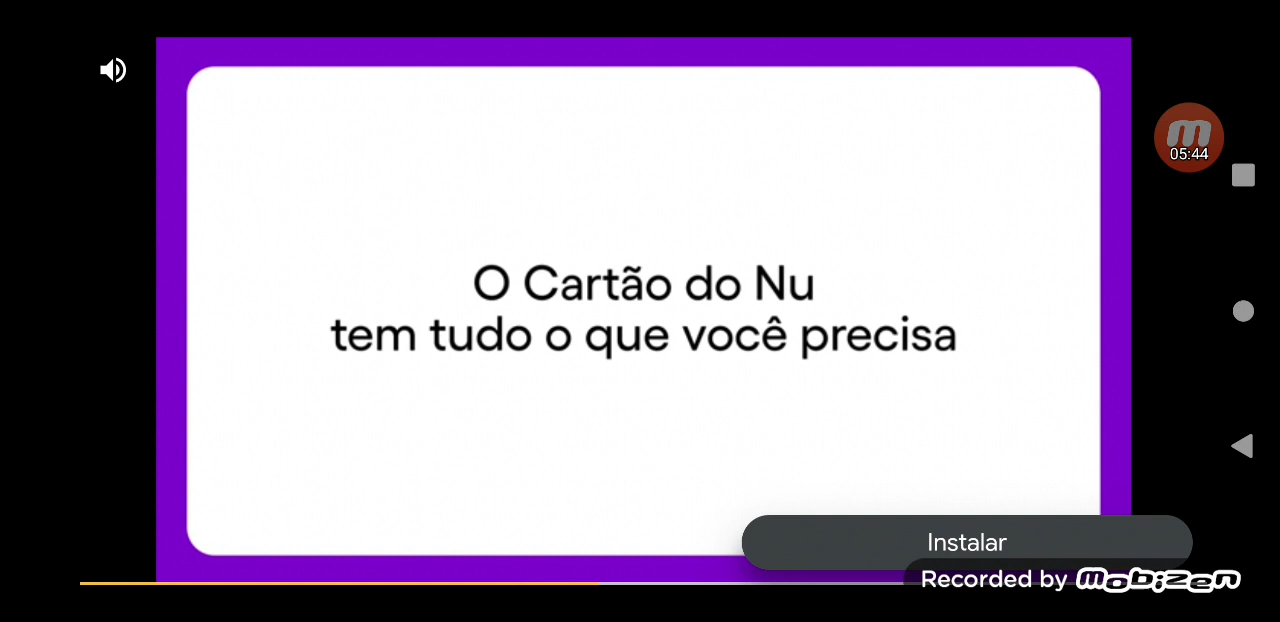 05:44
O Cartão do Nu
tem tudo o que você precisa
Instalar
Recorded by mobizen